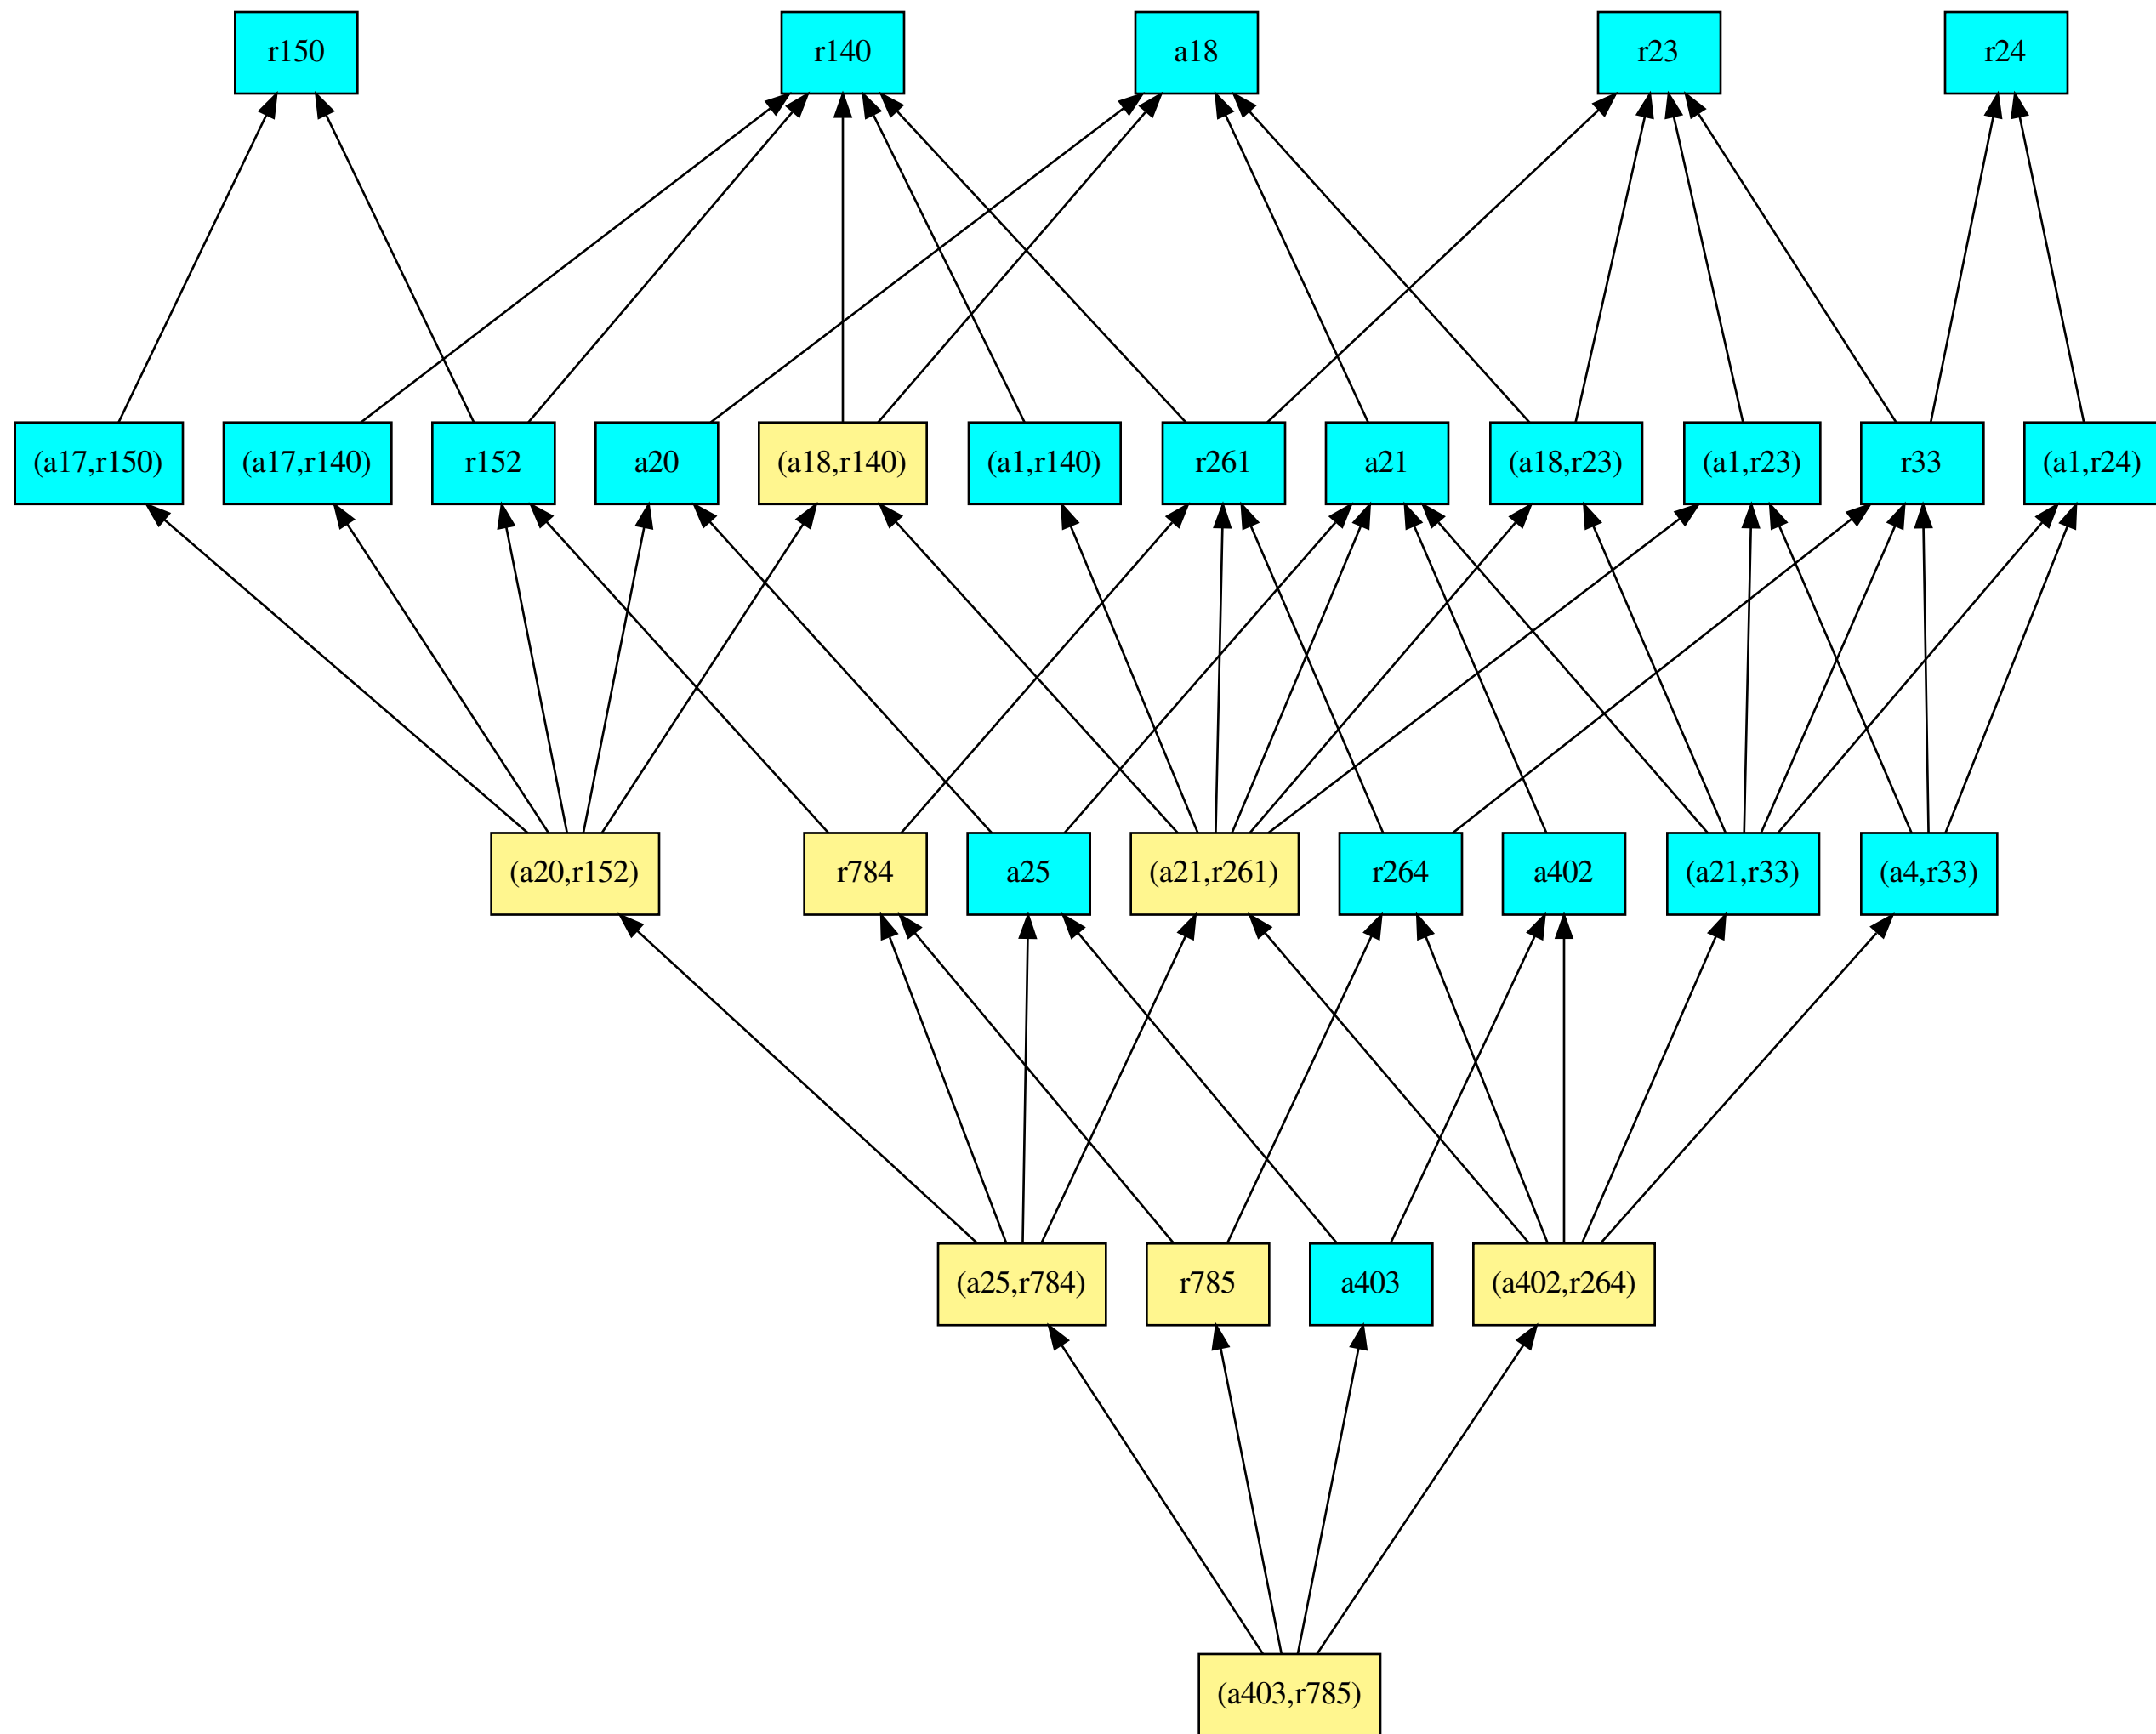 r150
r140
a18
r23
r24
(a17,r150)
(a17,r140)
r152
a20
(a18,r140)
(a1,r140)
r261
a21
(a18,r23)
(a1,r23)
r33
(a1,r24)
(a20,r152)
r784
a25
(a21,r261)
r264
a402
(a21,r33)
(a4,r33)
(a25,r784)
r785
a403
(a402,r264)
(a403,r785)